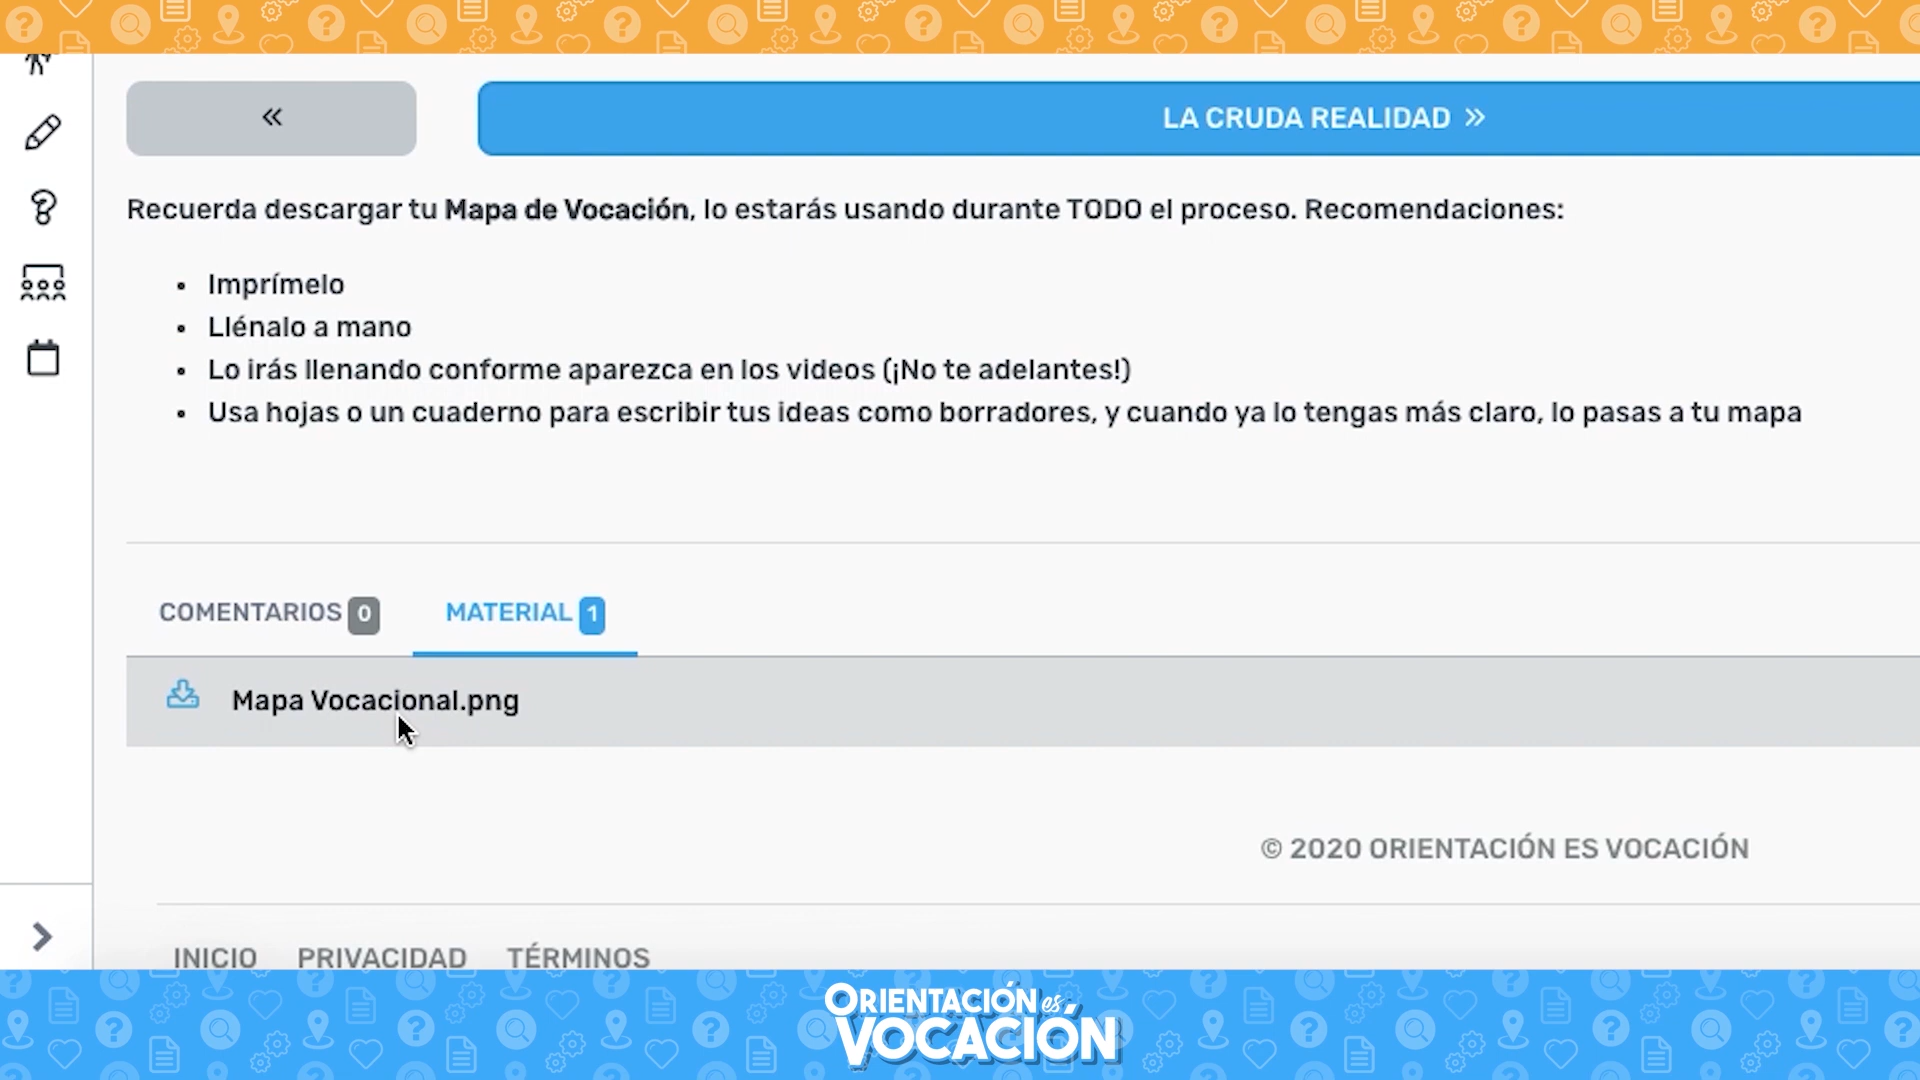 «
LA CRUDA REALIDAD »
Recuerda descargar tu Mapa de Vocación, lo estarás usando durante TODO el proceso. Recomendaciones:
• Imprímelo
• Llénalo a mano
• Lo irás llenando conforme aparezca en los videos (¡No te adelantes!)
• Usa hojas o un cuaderno para escribir tus ideas como borradores, y cuando ya lo tengas más claro, lo pasas a tu mapa
COMENTARIOS 0 MATERIAL 1
Mapa Vocacional.png
© 2020 ORIENTACIÓN ES VOCACIÓN
INICIO PRIVACIDAD TÉRMINOS
ORIENTACIÓN es
VOCACIÓN